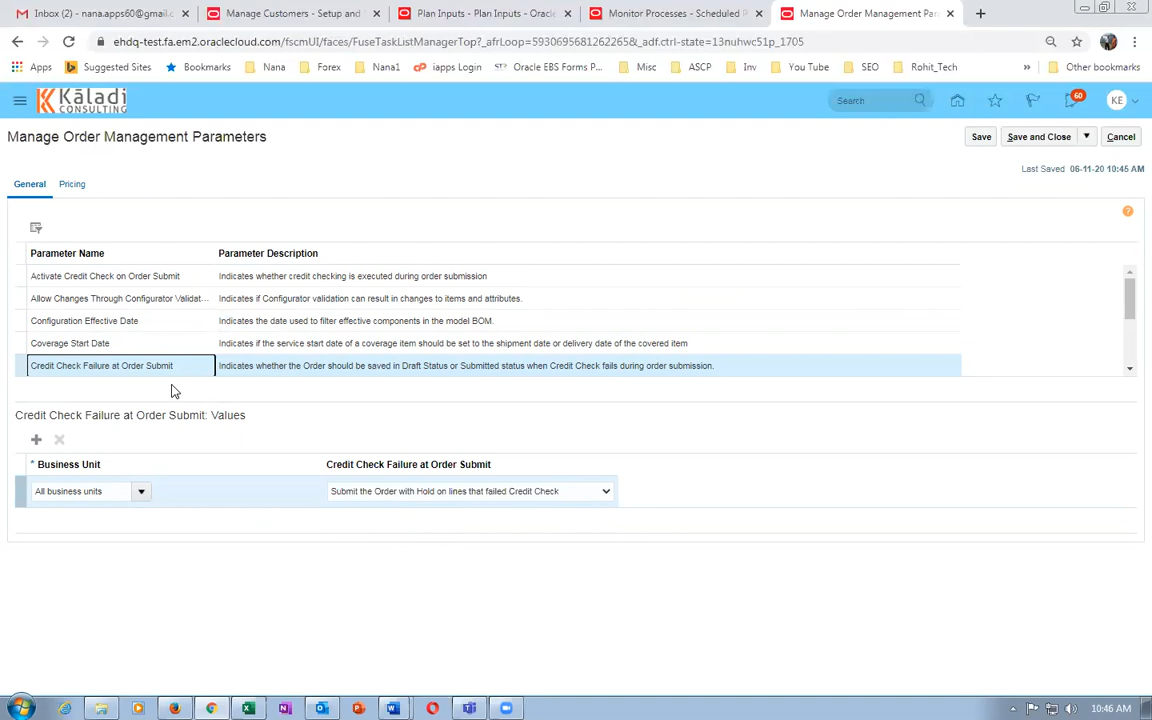 Inbox (2) - nana.apps60@gmail.c
Manage Customers - Setup and
Plan Inputs - Plan Inputs - Oracle
Monitor Processes - Scheduled P
Manage Order Management Par
ehdq-test.fa.em2.oraclecloud.com/fscmUI/faces/FuseTaskListManagerTop?_afrLoop=5930695681262265&_adf.ctrl-state=13nuhwc51p_1705
Apps Suggested Sites Bookmarks Nana Forex Nana1 iapps Login Oracle EBS Forms P... Misc ASCP Inv You Tube SEO Rohit_Tech » Other bookmarks
Kaladi
CONSULTING
Search
60
KE
Manage Order Management Parameters
Save Save and Close Cancel
Last Saved 06-11-20 10:45 AM
General Pricing
Parameter Name Parameter Description
Activate Credit Check on Order Submit Indicates whether credit checking is executed during order submission
Allow Changes Through Configurator Validat... Indicates if Configurator validation can result in changes to items and attributes.
Configuration Effective Date Indicates the date used to filter effective components in the model BOM.
Coverage Start Date Indicates if the service start date of a coverage item should be set to the shipment date or delivery date of the covered item
Credit Check Failure at Order Submit Indicates whether the Order should be saved in Draft Status or Submitted status when Credit Check fails during order submission.
Credit Check Failure at Order Submit: Values
* Business Unit Credit Check Failure at Order Submit
All business units Submit the Order with Hold on lines that failed Credit Check
10:46 AM